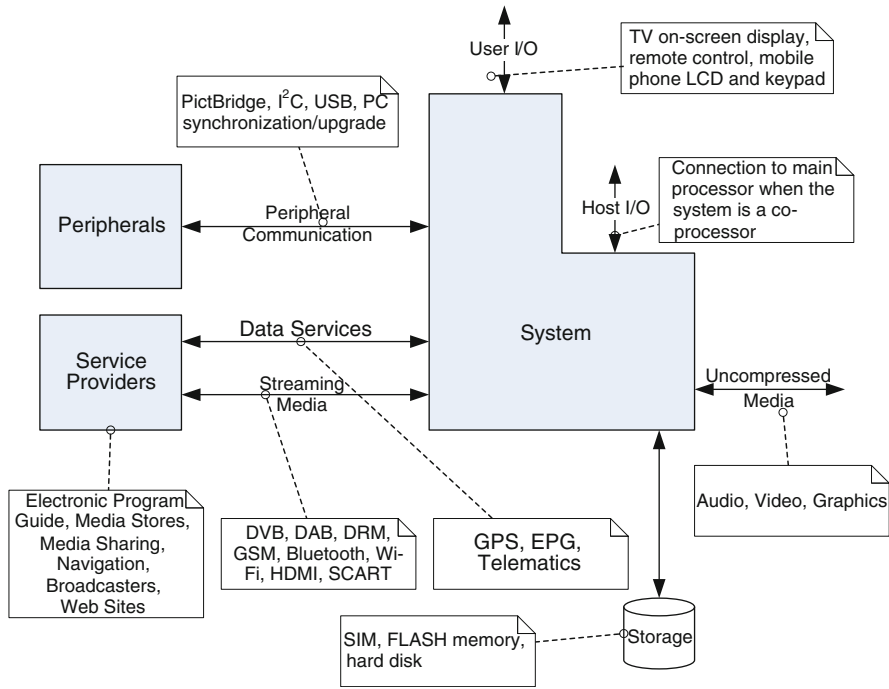 User I/O
TV on-screen display,
remote control, mobile
phone LCD and keypad
PictBridge, I²C, USB, PC
synchronization/upgrade
Connection to main
processor when the
system is a co-
processor
Host I/O
Peripherals
Peripheral
Communication
System
Service
Providers
Data Services
Streaming
Media
Uncompressed
Media
Electronic Program
Guide, Media Stores,
Media Sharing,
Navigation,
Broadcasters,
Web Sites
DVB, DAB, DRM,
GSM, Bluetooth, Wi-
Fi, HDMI, SCART
GPS, EPG,
Telematics
Audio, Video, Graphics
SIM, FLASH memory,
hard disk
Storage